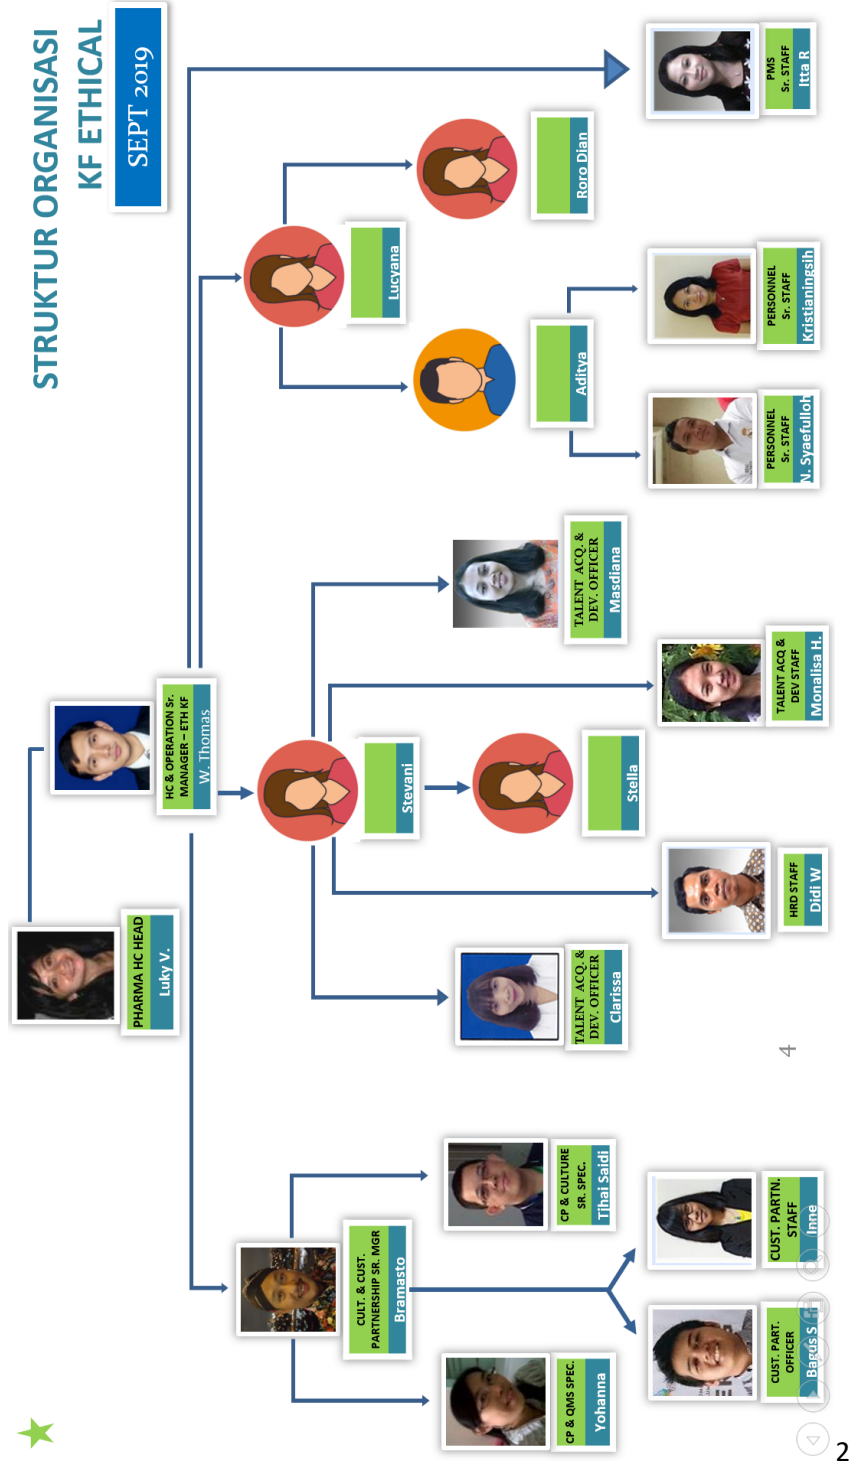 STRUKTUR ORGANISASI
KF ETHICAL
SEPT 2019
PHARMA HC HEAD
Luky V.
HC & OPERATION Sr.
MANAGER – ETH KF
W. Thomas
CULT. & CUST.
PARTNERSHIP SR. MGR
Bramasto
Stevani
Lucyana
CP & QMS SPEC.
Yohanna
CP & CULTURE
SR. SPEC.
Tjhai Saidi
TALENT ACQ. &
DEV. OFFICER
Clarissa
Stella
TALENT ACQ. &
DEV. OFFICER
Masdiana
Aditya
Roro Dian
CUST. PART.
OFFICER
Bagus S
CUST. PARTN.
STAFF
Inne
HRD STAFF
Didi W
TALENT ACQ &
DEV STAFF
Monalisa H.
PERSONNEL
Sr. STAFF
N. Syaefulloh
PERSONNEL
Sr. STAFF
Kristianingsih
PMS
Sr. STAFF
Itta R
4
2